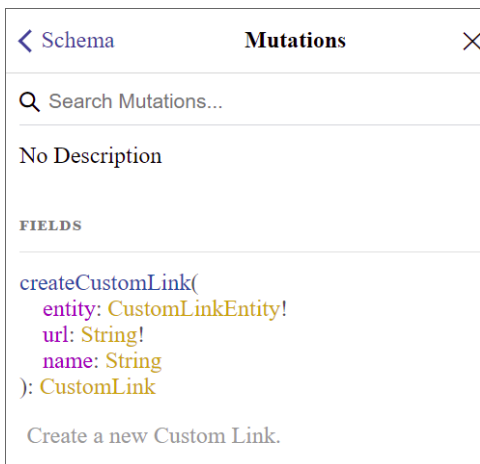 Schema
Mutations
Search Mutations...
No Description
FIELDS
createCustomLink(
entity: CustomLinkEntity!
url: String!
name: String
): CustomLink
Create a new Custom Link.